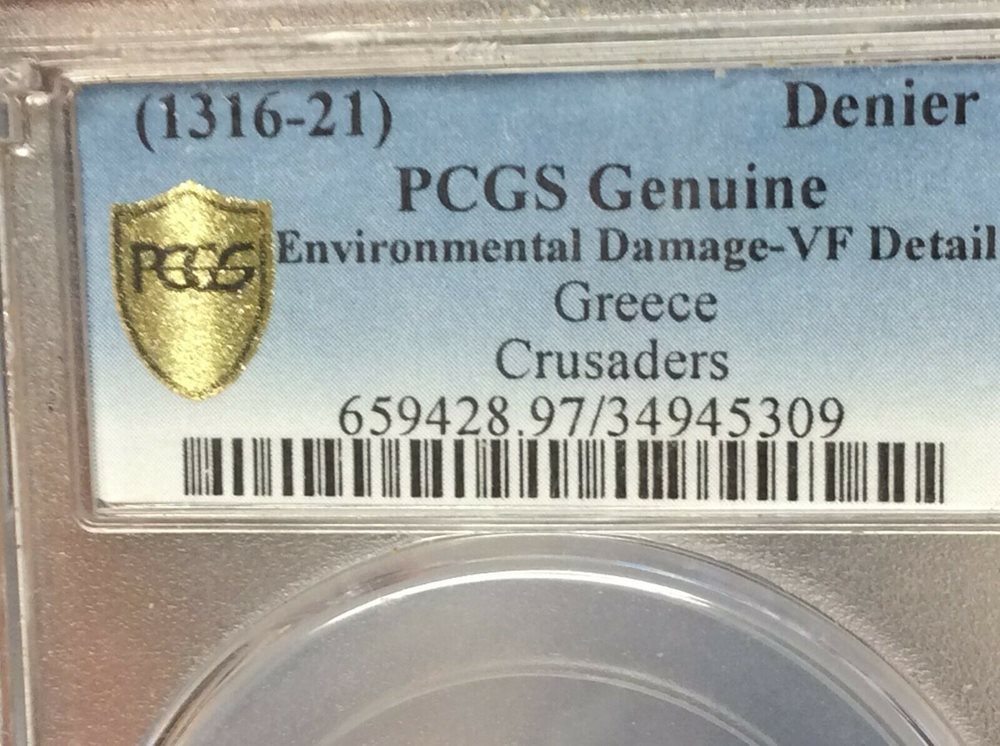 (1316-21) Denier
PCGS Genuine
PCGS
Environmental Damage-VF Detail
Greece
Crusaders
659428.97/34945309